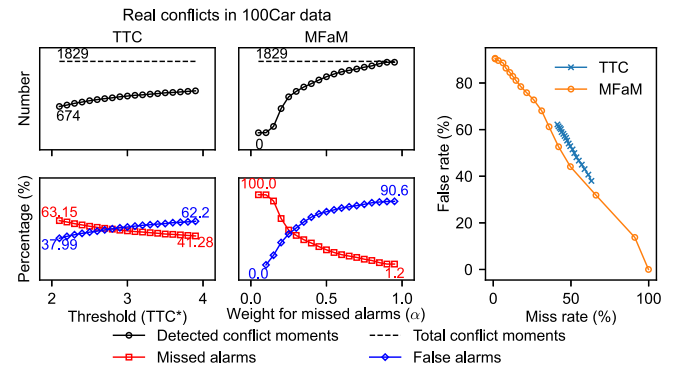 Real conflicts in 100Car data
TTC
MFaM
Number
1829
674
1829
0
Percentage (%)
63.15
37.99
62.2
41.28
100.0
0.0
90.6
1.2
2 3 4
0.0 0.5 1.0
Threshold (TTC*)
Weight for missed alarms (α)
False rate (%)
80
60
40
20
0
TTC
MFaM
0 50 100
Miss rate (%)
Detected conflict moments
Total conflict moments
Missed alarms
False alarms